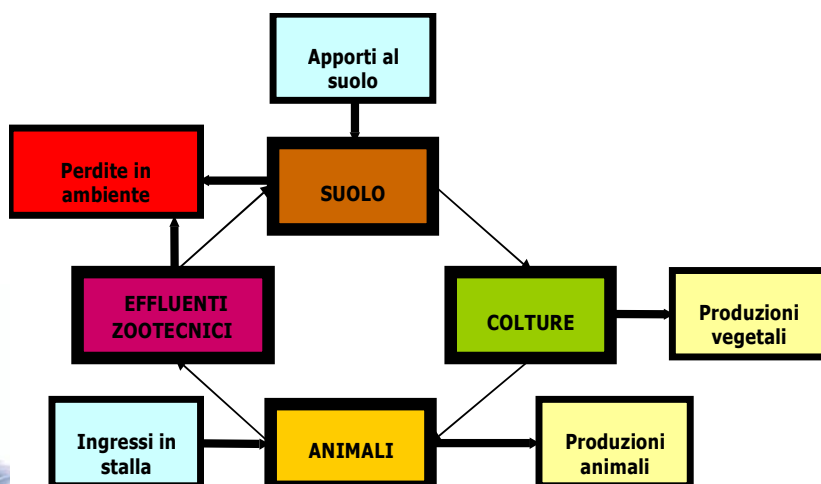 Apporti al
suolo
Perdite in
ambiente
SUOLO
EFFLUENTI
ZOOTECNICI
COLTURE
Produzioni
vegetali
Ingressi in
stalla
ANIMALI
Produzioni
animali